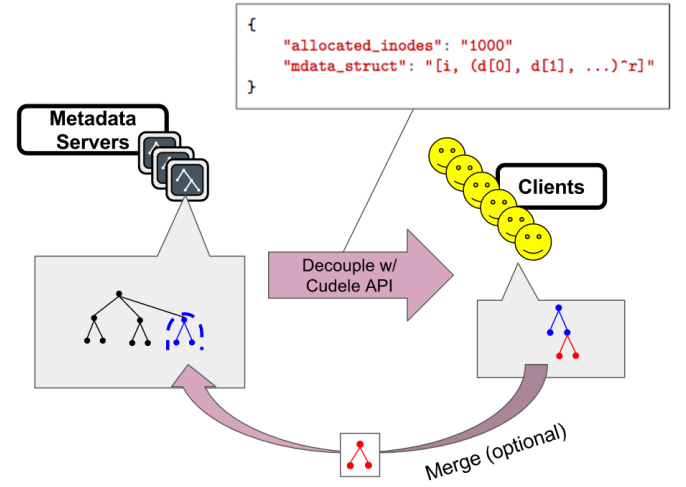 {
"allocated_inodes": "1000"
"mdata_struct": "[i, (d[0], d[1], ...)^r]"
}
Metadata
Servers
Clients
Decouple w/
Cudele API
Merge (optional)